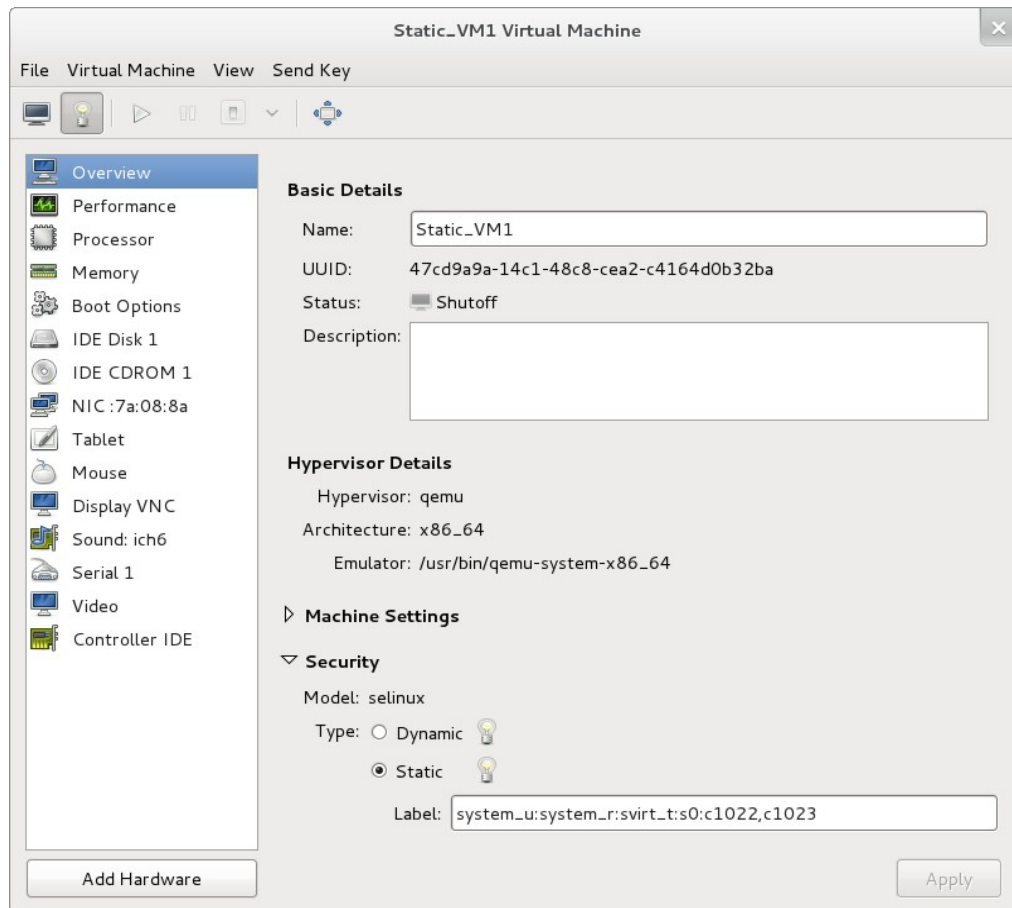 Static_VM1 Virtual Machine
File Virtual Machine View Send Key
Overview
Performance
Processor
Memory
Boot Options
IDE Disk 1
IDE CDROM 1
NIC :7a:08:8a
Tablet
Mouse
Display VNC
Sound: ich6
Serial 1
Video
Controller IDE
Add Hardware
Basic Details
Name: Static_VM1
UUID: 47cd9a9a-14c1-48c8-cea2-c4164d0b32ba
Status: Shutoff
Description:
Hypervisor Details
Hypervisor: qemu
Architecture: x86_64
Emulator: /usr/bin/qemu-system-x86_64
Machine Settings
Security
Model: selinux
Type: Dynamic
Static
Label: system_u:system_r:svirt_t:s0:c1022,c1023
Apply